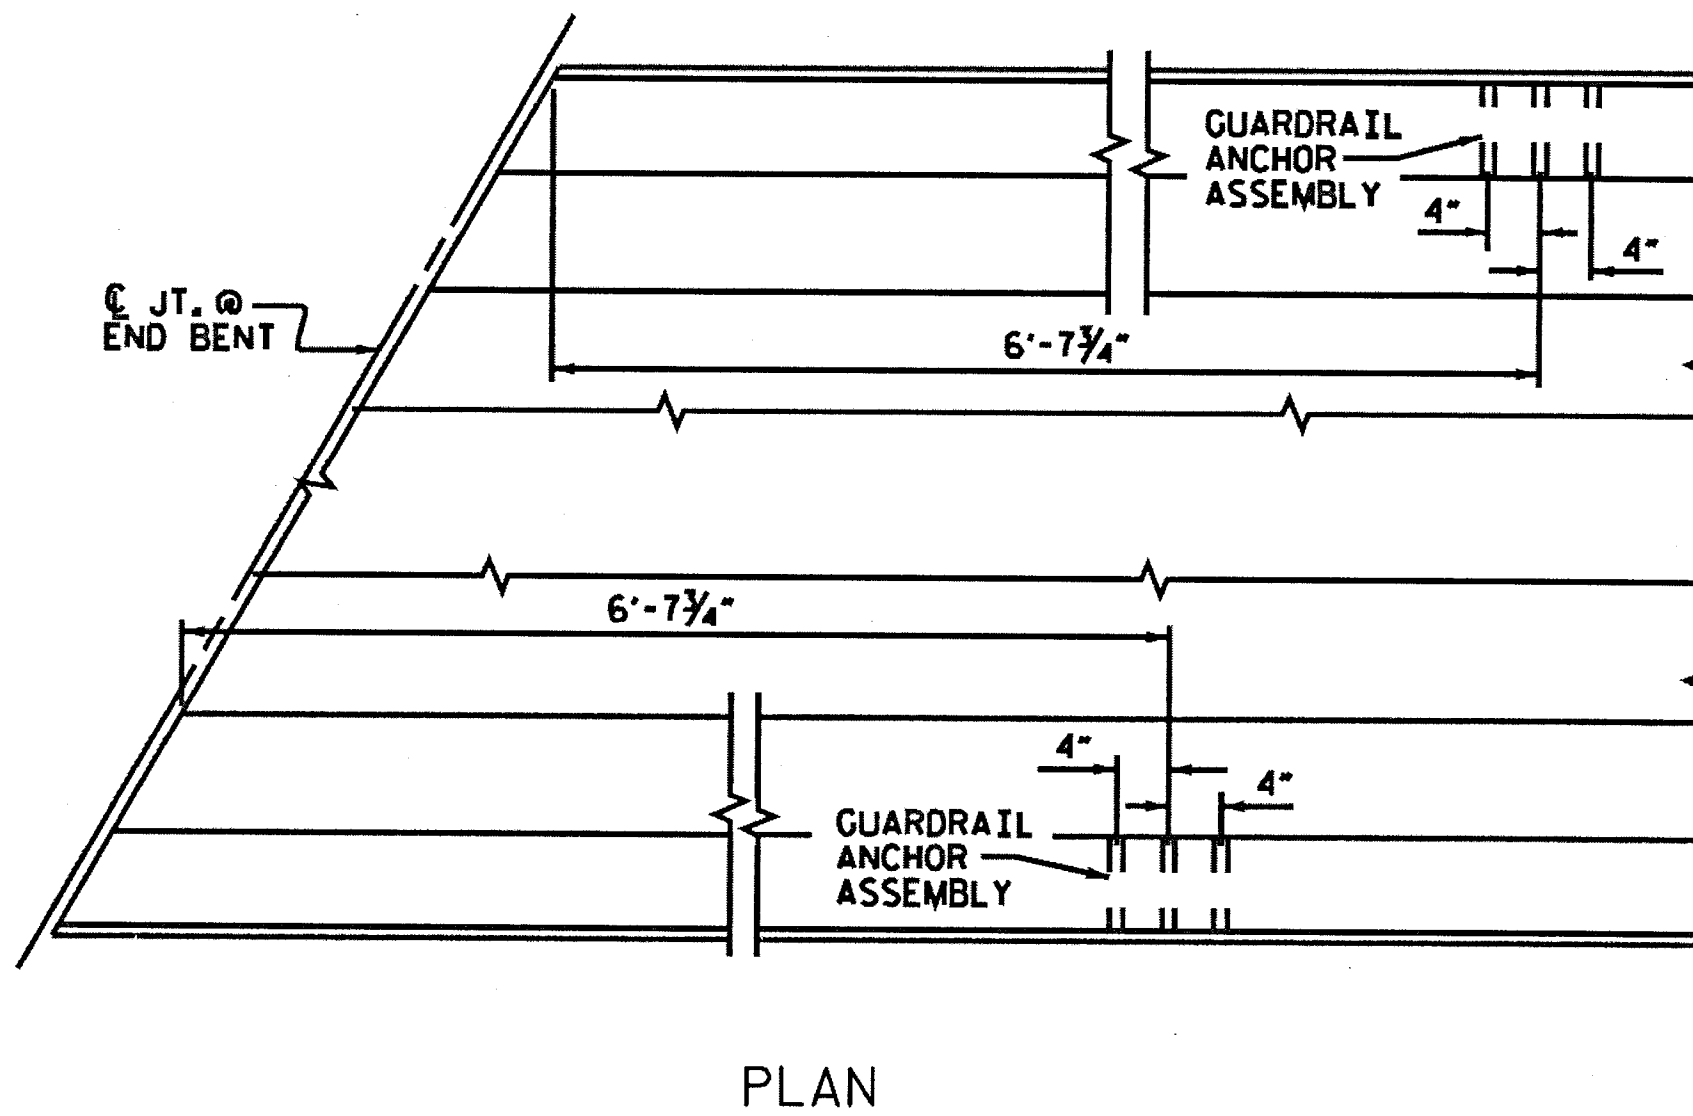 GUARDRAIL
ANCHOR
ASSEMBLY
4"
4"
℄ JT. @
END BENT
6'-7¾"
6'-7¾"
4"
4"
GUARDRAIL
ANCHOR
ASSEMBLY
PLAN